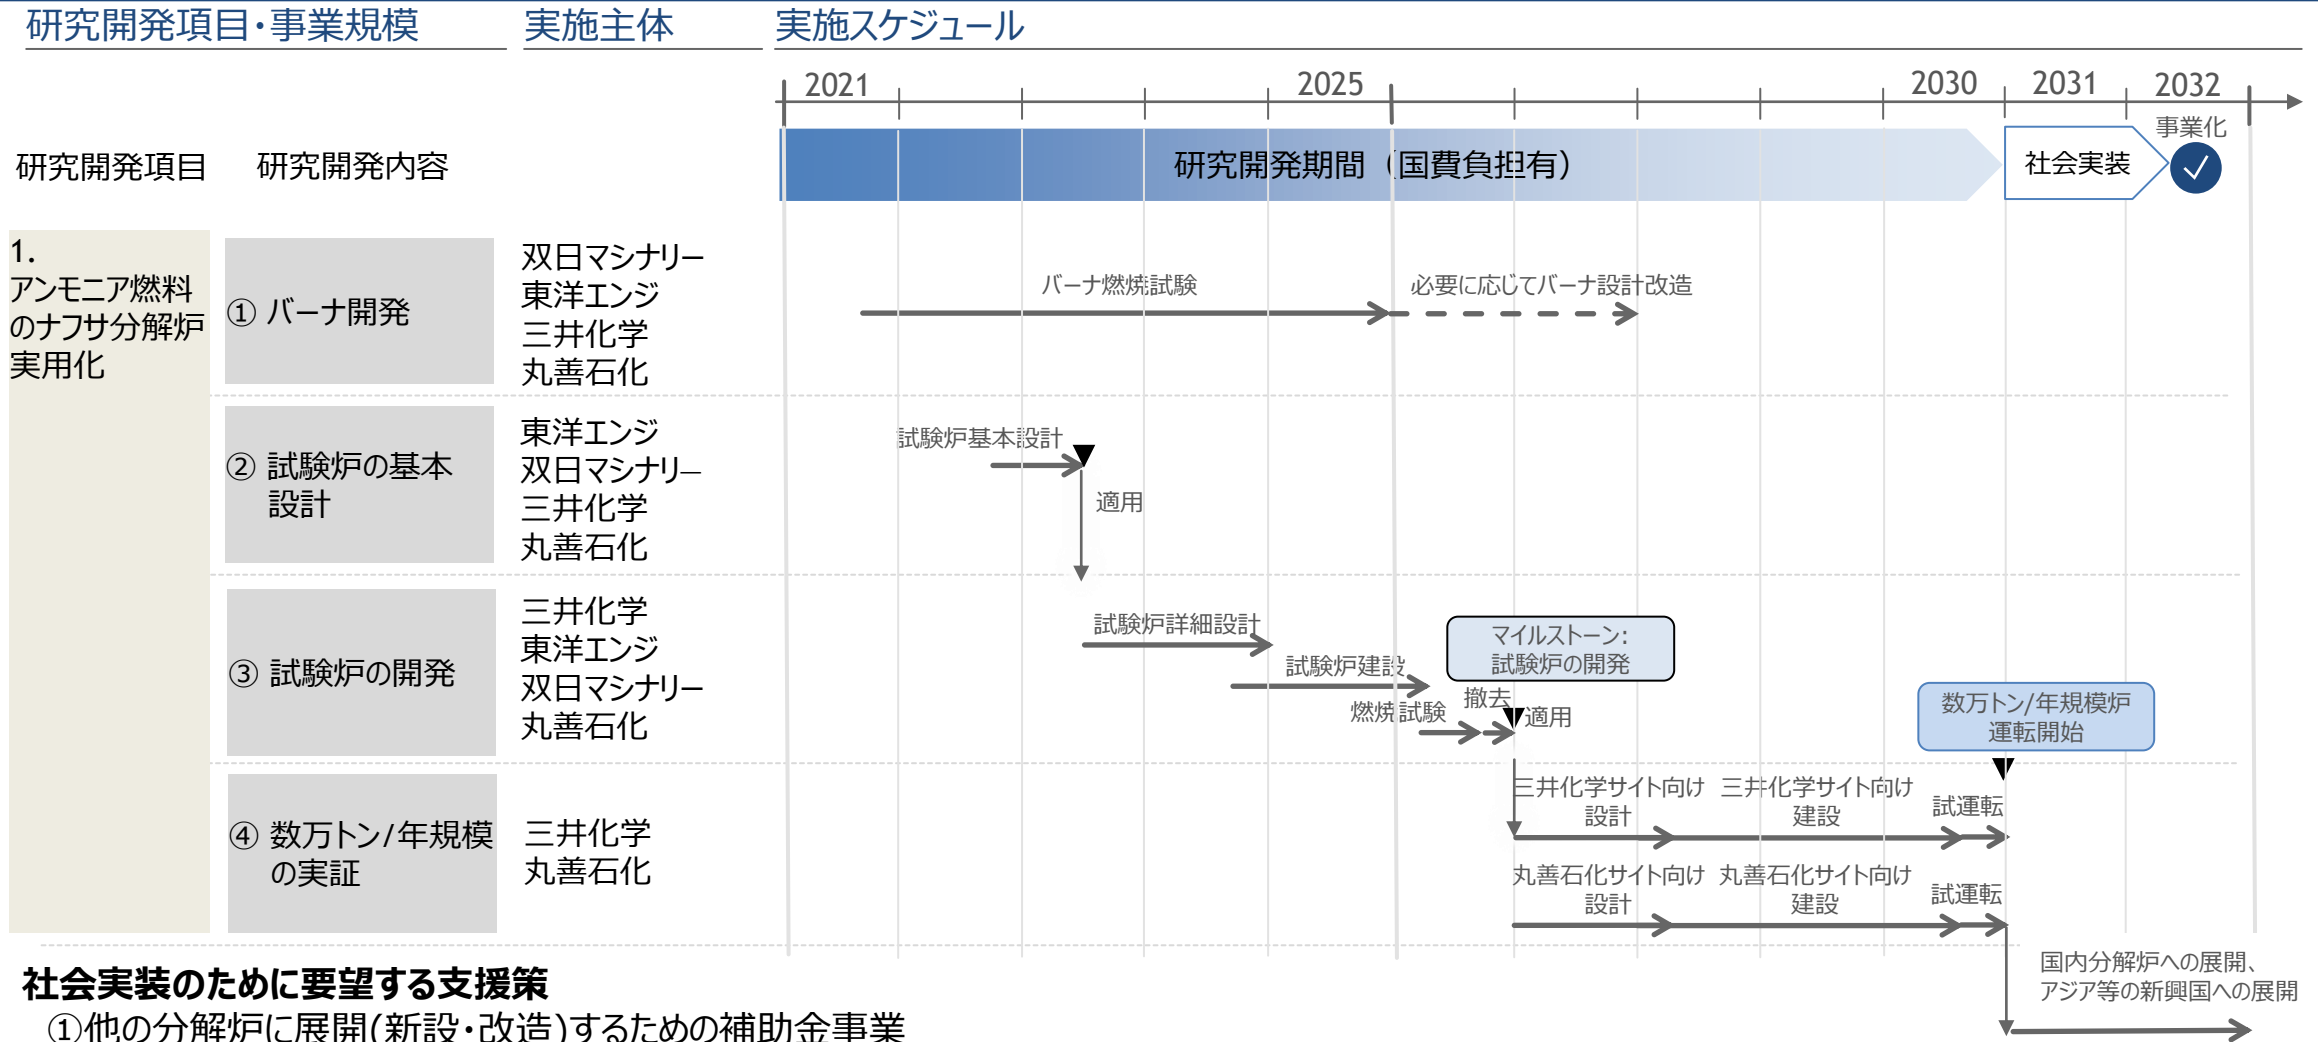 研究開発項目・事業規模
実施主体
実施スケジュール
2021
2025
2030
2031
2032
事業化
研究開発項目
研究開発内容
研究開発期間（国費負担有）
社会実装
1.
アンモニア燃料
のナフサ分解炉
実用化
① バーナ開発
双日マシナリー
東洋エンジ
三井化学
丸善石化
バーナ燃焼試験
必要に応じてバーナ設計改造
② 試験炉の基本
設計
東洋エンジ
双日マシナリー
三井化学
丸善石化
試験炉基本設計
適用
③ 試験炉の開発
三井化学
東洋エンジ
双日マシナリー
丸善石化
試験炉詳細設計
試験炉建設
燃焼試験
撤去
適用
マイルストーン:
試験炉の開発
数万トン/年規模炉
運転開始
④ 数万トン/年規模
の実証
三井化学
丸善石化
三井化学サイト向け
設計
三井化学サイト向け
建設
試運転
丸善石化サイト向け
設計
丸善石化サイト向け
建設
試運転
国内分解炉への展開、
アジア等の新興国への展開
社会実装のために要望する支援策
①他の分解炉に展開(新設・改造)するための補助金事業